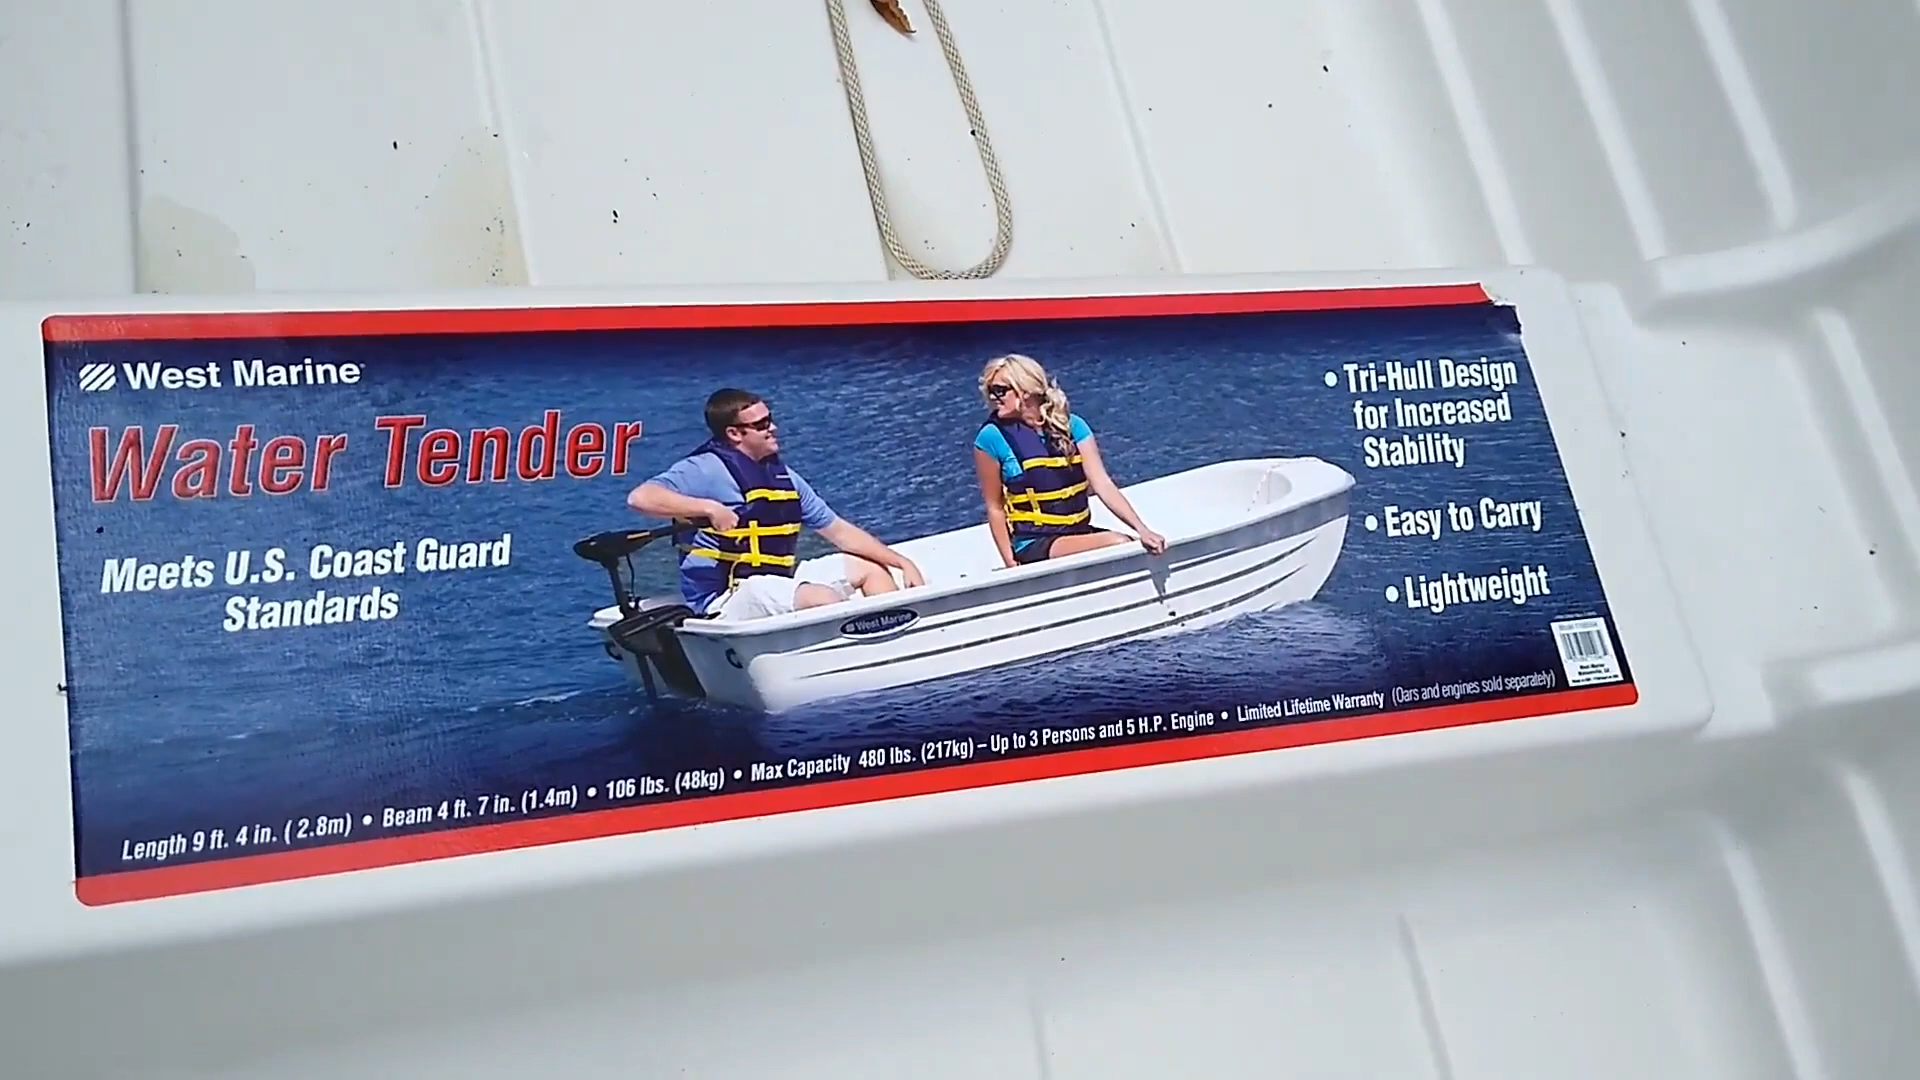 West Marine
Water Tender
Meets U.S. Coast Guard
Standards
• Tri-Hull Design
for Increased
Stability
• Easy to Carry
• Lightweight
West Marine
Length 9 ft. 4 in. ( 2.8m) • Beam 4 ft. 7 in. (1.4m) • 106 lbs. (48kg) • Max Capacity 480 lbs. (217kg) – Up to 3 Persons and 5 H.P. Engine • Limited Lifetime Warranty (Oars and engines sold separately)